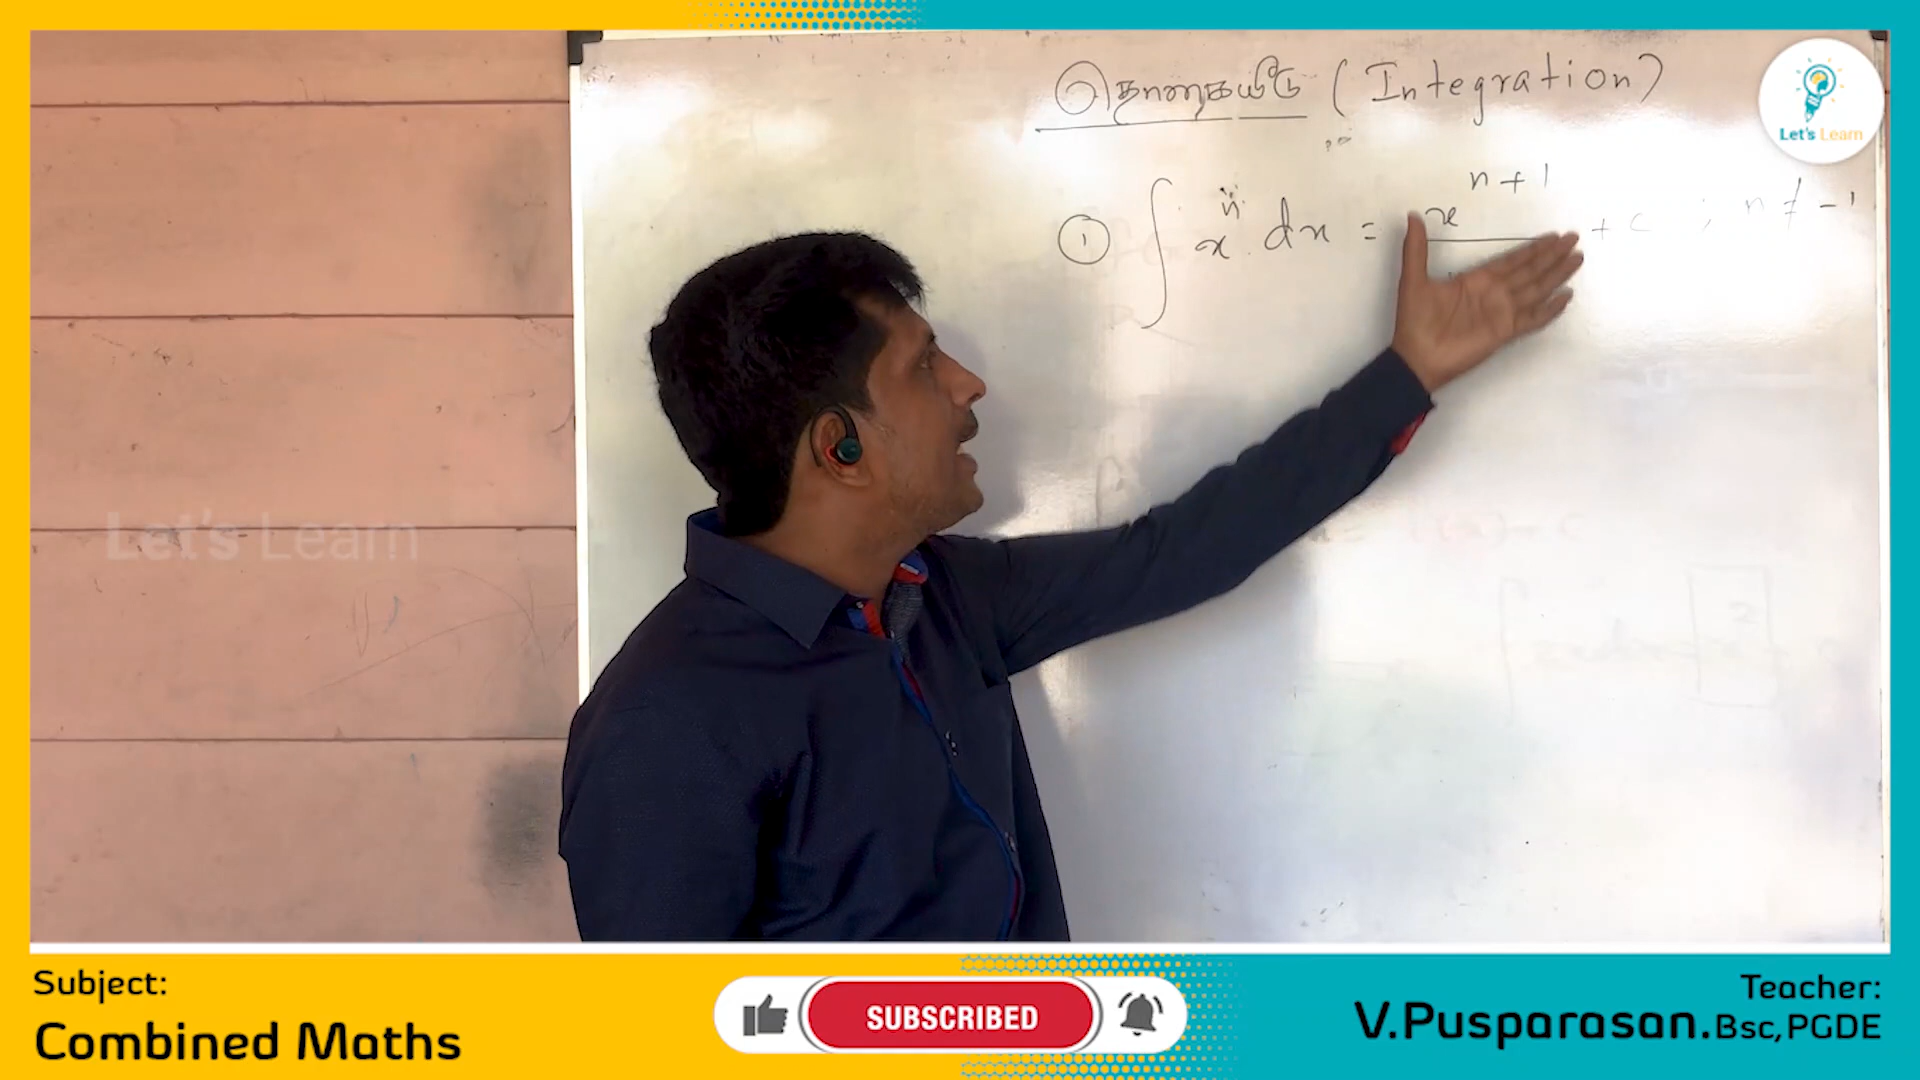 தொகையீடு (Integration)
① ∫ xⁿ dx = xⁿ⁺¹ + c ; n ≠ -1
Let's Learn
Let's Learn
Subject:
Combined Maths
SUBSCRIBED
Teacher:
V.Pusparasan.Bsc,PGDE